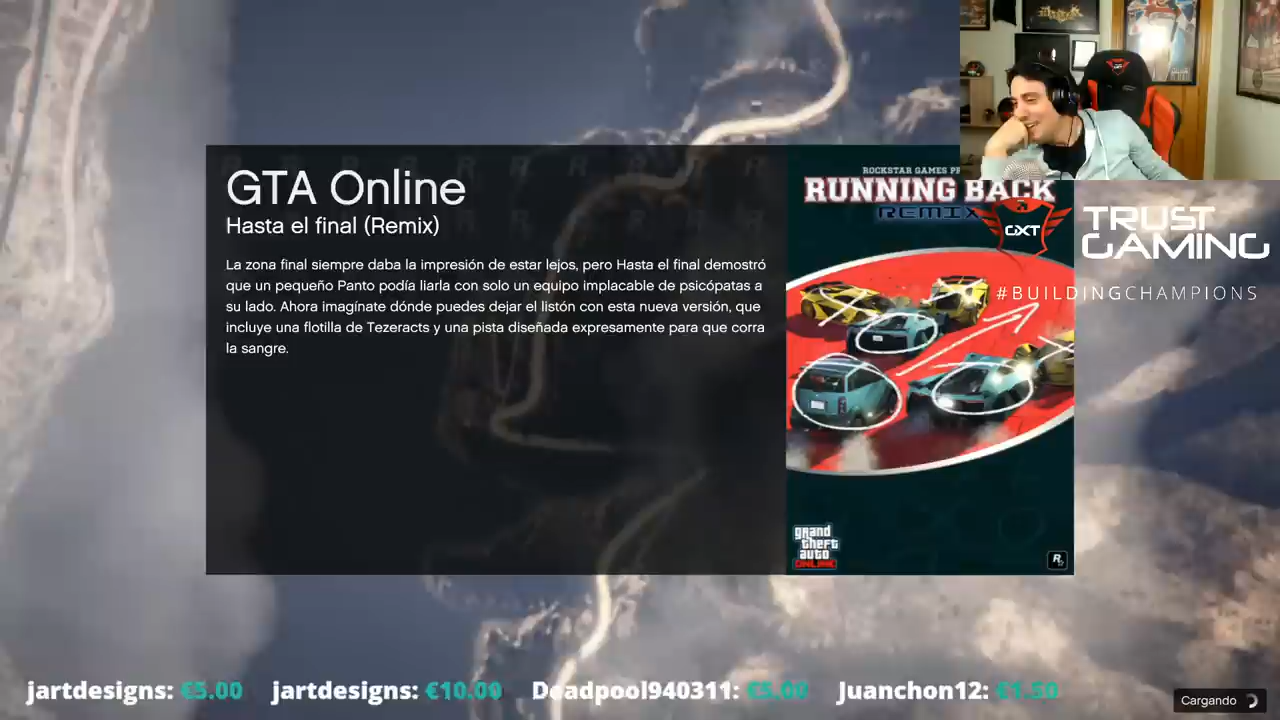 GTA Online
Hasta el final (Remix)
La zona final siempre daba la impresión de estar lejos, pero Hasta el final demostró
que un pequeño Panto podía liarla con solo un equipo implacable de psicópatas a
su lado. Ahora imagínate dónde puedes dejar el listón con esta nueva versión, que
incluye una flotilla de Tezeracts y una pista diseñada expresamente para que corra
la sangre.
ROCKSTAR GAMES PR
RUNNING BACK
REMIX
GXT
TRUST
GAMING
#BUILDINGCHAMPIONS
grand
theft
auto
ONLINE
R
jartdesigns: €5.00 jartdesigns: €10.00 Deadpool940311: €5.00 Juanchon12: €1.50
Cargando